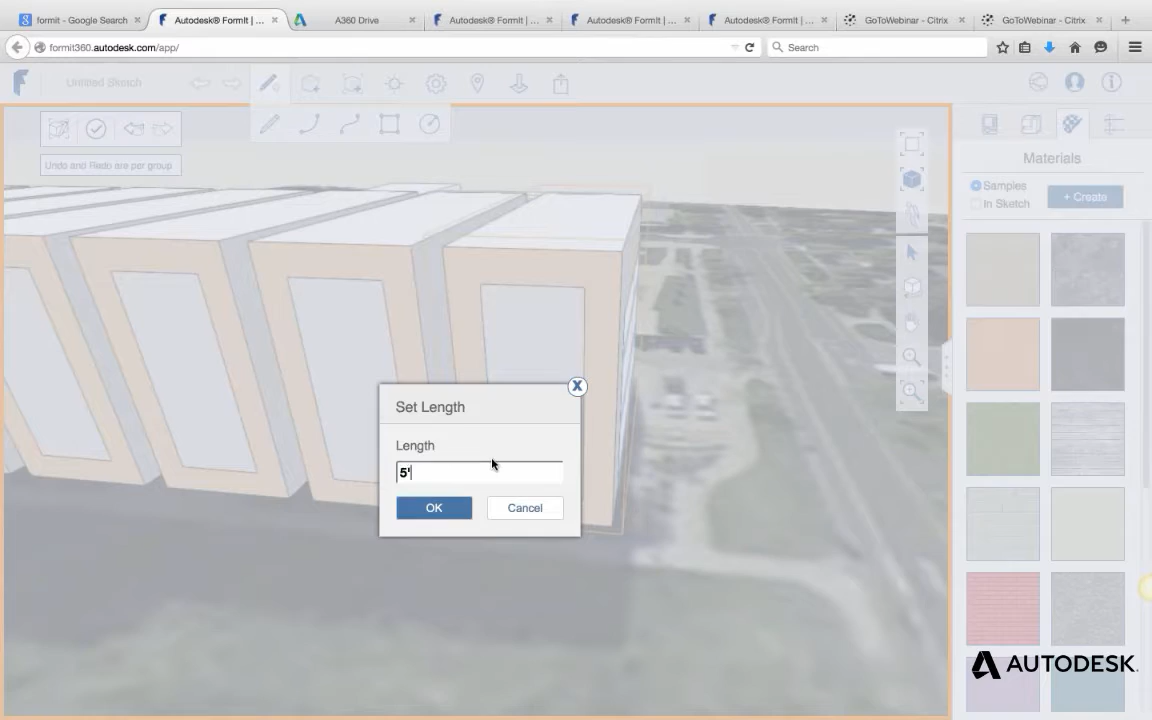 formit - Google Search
Autodesk® FormIt | ...
A360 Drive
Autodesk® FormIt | ...
Autodesk® FormIt | ...
Autodesk® FormIt | ...
GoToWebinar - Citrix
GoToWebinar - Citrix
formit360.autodesk.com/app/
Search
Untitled Sketch
Undo and Redo are per group
Materials
Samples
In Sketch
+ Create
Set Length
X
Length
5'
OK
Cancel
AUTODESK.